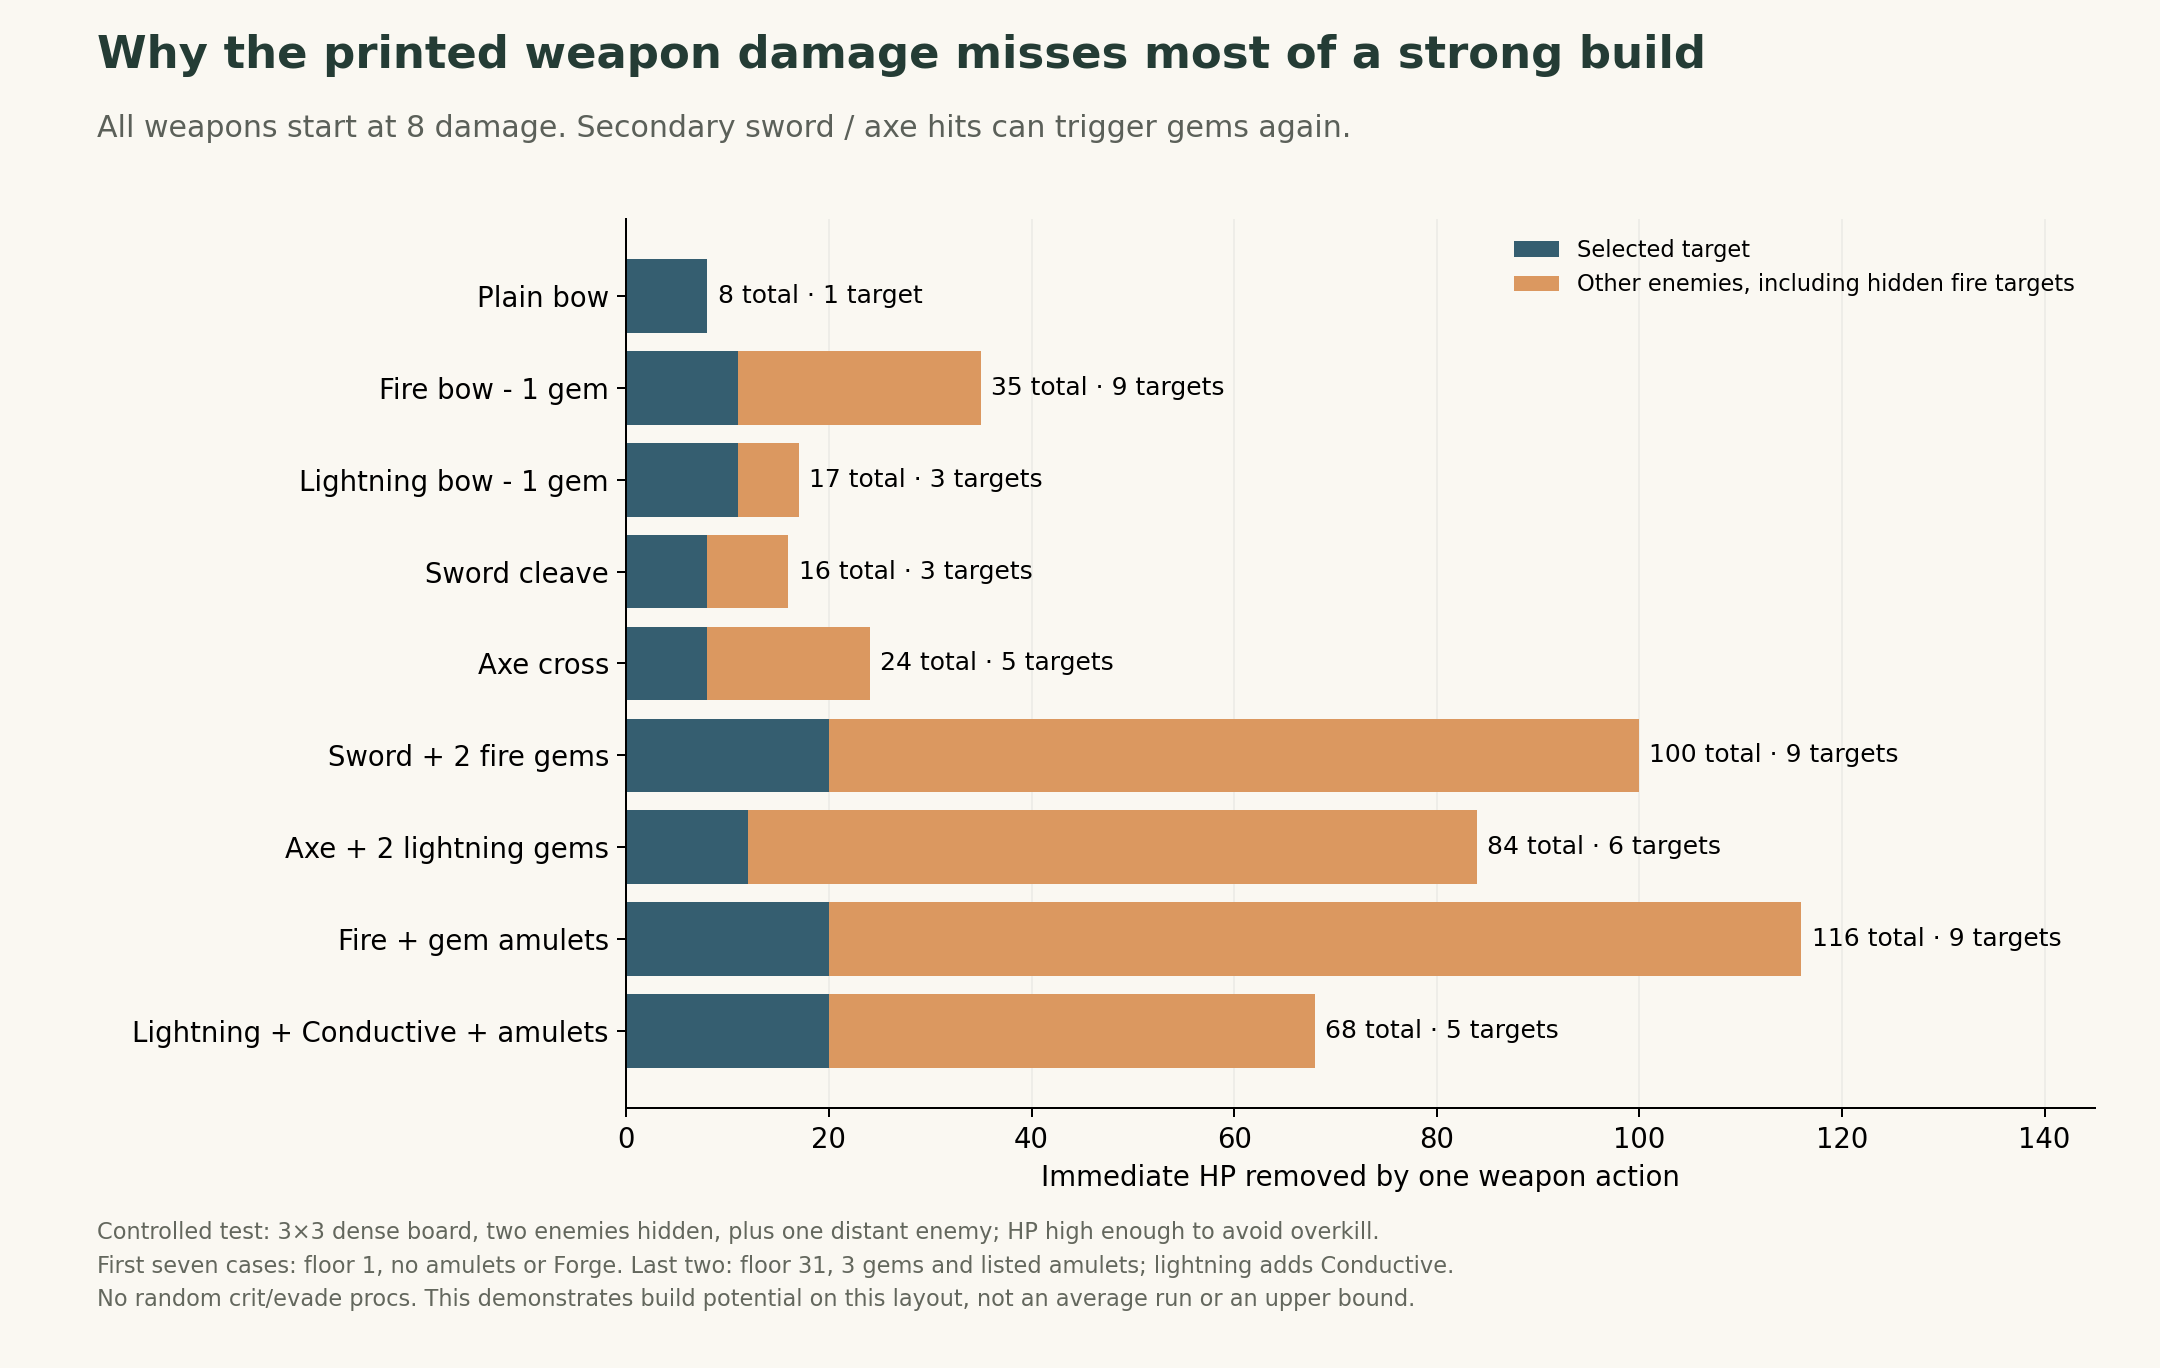 Why the printed weapon damage misses most of a strong build
All weapons start at 8 damage. Secondary sword / axe hits can trigger gems again.
Selected target
Other enemies, including hidden fire targets
Plain bow
8 total · 1 target
Fire bow - 1 gem
35 total · 9 targets
Lightning bow - 1 gem
17 total · 3 targets
Sword cleave
16 total · 3 targets
Axe cross
24 total · 5 targets
Sword + 2 fire gems
100 total · 9 targets
Axe + 2 lightning gems
84 total · 6 targets
Fire + gem amulets
116 total · 9 targets
Lightning + Conductive + amulets
68 total · 5 targets
0 20 40 60 80 100 120 140
Immediate HP removed by one weapon action
Controlled test: 3×3 dense board, two enemies hidden, plus one distant enemy; HP high enough to avoid overkill.
First seven cases: floor 1, no amulets or Forge. Last two: floor 31, 3 gems and listed amulets; lightning adds Conductive.
No random crit/evade procs. This demonstrates build potential on this layout, not an average run or an upper bound.